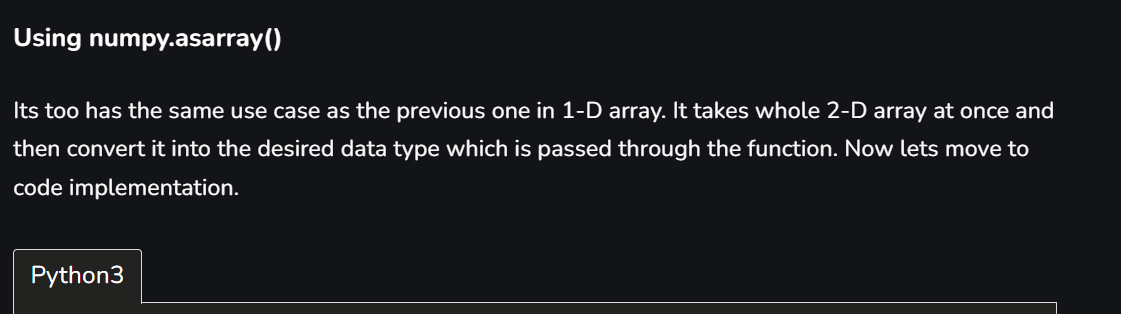 Using numpy.asarray()
Its too has the same use case as the previous one in 1-D array. It takes whole 2-D array at once and
then convert it into the desired data type which is passed through the function. Now lets move to
code implementation.
Python3